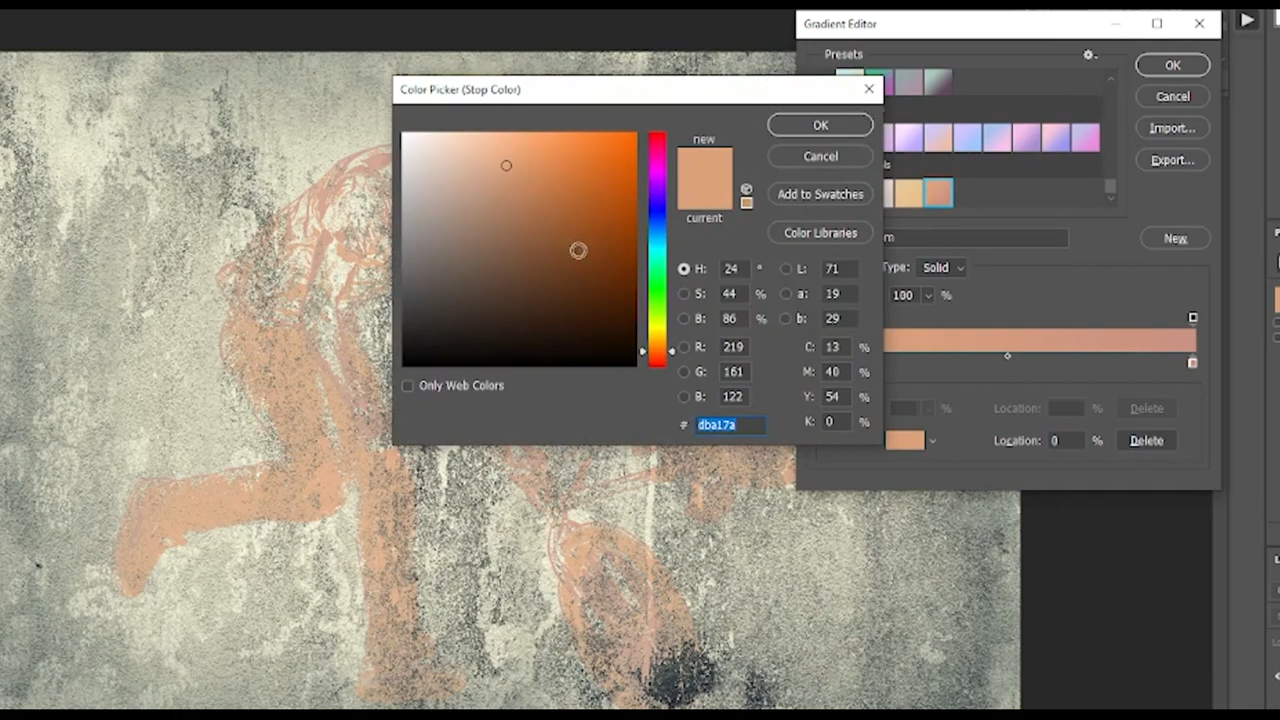 Gradient Editor
Presets
OK
Cancel
Import...
Export...
New
Type: Solid
100 %
%
Location:
%
Delete
Location: 0 %
Delete
Color Picker (Stop Color)
new
current
OK
Cancel
Add to Swatches
Color Libraries
H: 24 °
S: 44 %
B: 86 %
R: 219
G: 161
B: 122
# dba17a
L: 71
a: 19
b: 29
C: 13 %
M: 40 %
Y: 54 %
K: 0 %
Only Web Colors